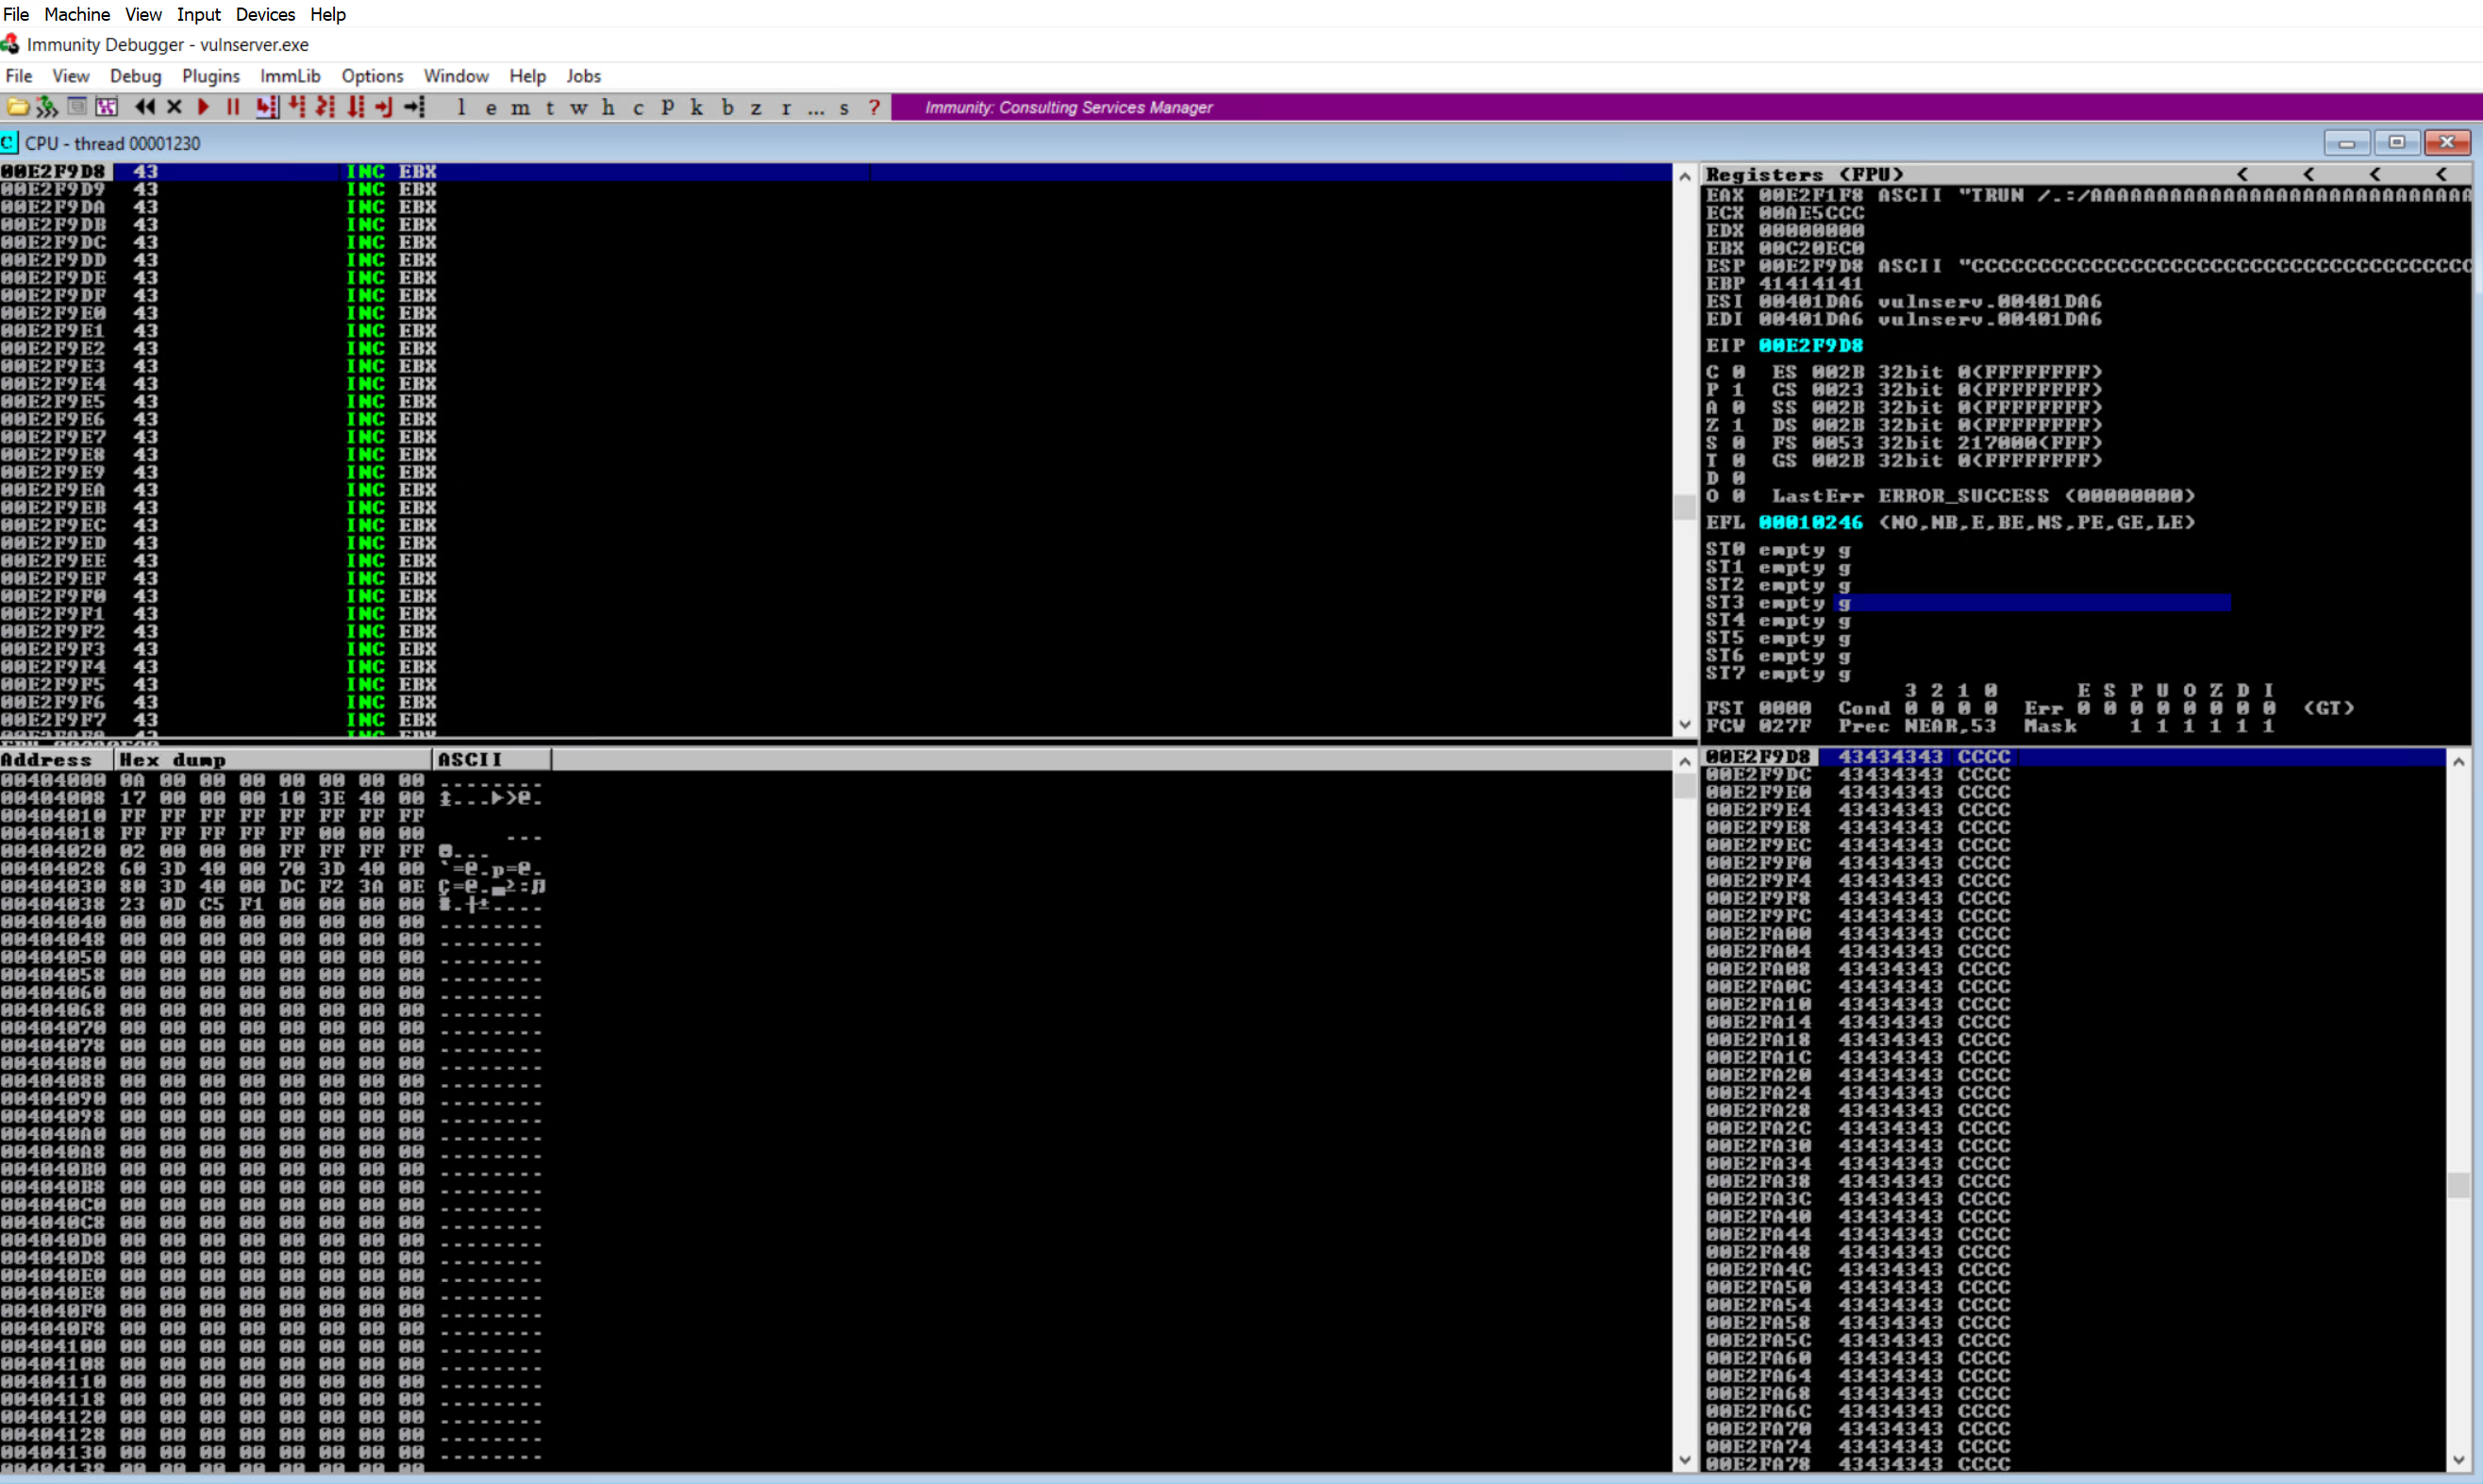 File Machine View Input Devices Help
Immunity Debugger - vulnserver.exe
File View Debug Plugins ImmLib Options Window Help Jobs
l e m t w h c P k b z r ... s ? Immunity: Consulting Services Manager
C CPU - thread 00001230
00E2F9D8 43 INC EBX
00E2F9D9 43 INC EBX
00E2F9DA 43 INC EBX
00E2F9DB 43 INC EBX
00E2F9DC 43 INC EBX
00E2F9DD 43 INC EBX
00E2F9DE 43 INC EBX
00E2F9DF 43 INC EBX
00E2F9E0 43 INC EBX
00E2F9E1 43 INC EBX
00E2F9E2 43 INC EBX
00E2F9E3 43 INC EBX
00E2F9E4 43 INC EBX
00E2F9E5 43 INC EBX
00E2F9E6 43 INC EBX
00E2F9E7 43 INC EBX
00E2F9E8 43 INC EBX
00E2F9E9 43 INC EBX
00E2F9EA 43 INC EBX
00E2F9EB 43 INC EBX
00E2F9EC 43 INC EBX
00E2F9ED 43 INC EBX
00E2F9EE 43 INC EBX
00E2F9EF 43 INC EBX
00E2F9F0 43 INC EBX
00E2F9F1 43 INC EBX
00E2F9F2 43 INC EBX
00E2F9F3 43 INC EBX
00E2F9F4 43 INC EBX
00E2F9F5 43 INC EBX
00E2F9F6 43 INC EBX
00E2F9F7 43 INC EBX
Registers (FPU) < < < <
EAX 00E2F1F8 ASCII "TRUN /.:/AAAAAAAAAAAAAAAAAAAAAAAAAAAAA
ECX 00AE5CCC
EDX 00000000
EBX 00C20EC0
ESP 00E2F9D8 ASCII "CCCCCCCCCCCCCCCCCCCCCCCCCCCCCCCCCCCCCC
EBP 41414141
ESI 00401DA6 vulnserv.00401DA6
EDI 00401DA6 vulnserv.00401DA6
EIP 00E2F9D8
C 0 ES 002B 32bit 0(FFFFFFFF)
P 1 CS 0023 32bit 0(FFFFFFFF)
A 0 SS 002B 32bit 0(FFFFFFFF)
Z 1 DS 002B 32bit 0(FFFFFFFF)
S 0 FS 0053 32bit 217000(FFF)
T 0 GS 002B 32bit 0(FFFFFFFF)
D 0
O 0 LastErr ERROR_SUCCESS (00000000)
EFL 00010246 (NO,NB,E,BE,NS,PE,GE,LE)
ST0 empty g
ST1 empty g
ST2 empty g
ST3 empty g
ST4 empty g
ST5 empty g
ST6 empty g
ST7 empty g
3 2 1 0 E S P U O Z D I
FST 0000 Cond 0 0 0 0 Err 0 0 0 0 0 0 0 0 (GT)
FCW 027F Prec NEAR,53 Mask 1 1 1 1 1 1
Address Hex dump ASCII
00404000 0A 00 00 00 00 00 00 00 ........
00404008 17 00 00 00 10 3E 40 00 ‡...►>@.
00404010 FF FF FF FF FF FF FF FF
00404018 FF FF FF FF FF 00 00 00 ...
00404020 02 00 00 00 FF FF FF FF ☻...
00404028 60 3D 40 00 70 3D 40 00 `=@.p=@.
00404030 80 3D 40 00 DC F2 3A 0E Ç=@.▄≥:♫
00404038 23 0D C5 F1 00 00 00 00 #.┼±....
00404040 00 00 00 00 00 00 00 00 ........
00404048 00 00 00 00 00 00 00 00 ........
00404050 00 00 00 00 00 00 00 00 ........
00404058 00 00 00 00 00 00 00 00 ........
00404060 00 00 00 00 00 00 00 00 ........
00404068 00 00 00 00 00 00 00 00 ........
00404070 00 00 00 00 00 00 00 00 ........
00404078 00 00 00 00 00 00 00 00 ........
00404080 00 00 00 00 00 00 00 00 ........
00404088 00 00 00 00 00 00 00 00 ........
00404090 00 00 00 00 00 00 00 00 ........
00404098 00 00 00 00 00 00 00 00 ........
004040A0 00 00 00 00 00 00 00 00 ........
004040A8 00 00 00 00 00 00 00 00 ........
004040B0 00 00 00 00 00 00 00 00 ........
004040B8 00 00 00 00 00 00 00 00 ........
004040C0 00 00 00 00 00 00 00 00 ........
004040C8 00 00 00 00 00 00 00 00 ........
004040D0 00 00 00 00 00 00 00 00 ........
004040D8 00 00 00 00 00 00 00 00 ........
004040E0 00 00 00 00 00 00 00 00 ........
004040E8 00 00 00 00 00 00 00 00 ........
004040F0 00 00 00 00 00 00 00 00 ........
004040F8 00 00 00 00 00 00 00 00 ........
00404100 00 00 00 00 00 00 00 00 ........
00404108 00 00 00 00 00 00 00 00 ........
00404110 00 00 00 00 00 00 00 00 ........
00404118 00 00 00 00 00 00 00 00 ........
00404120 00 00 00 00 00 00 00 00 ........
00404128 00 00 00 00 00 00 00 00 ........
00404130 00 00 00 00 00 00 00 00 ........
00E2F9D8 43434343 CCCC
00E2F9DC 43434343 CCCC
00E2F9E0 43434343 CCCC
00E2F9E4 43434343 CCCC
00E2F9E8 43434343 CCCC
00E2F9EC 43434343 CCCC
00E2F9F0 43434343 CCCC
00E2F9F4 43434343 CCCC
00E2F9F8 43434343 CCCC
00E2F9FC 43434343 CCCC
00E2FA00 43434343 CCCC
00E2FA04 43434343 CCCC
00E2FA08 43434343 CCCC
00E2FA0C 43434343 CCCC
00E2FA10 43434343 CCCC
00E2FA14 43434343 CCCC
00E2FA18 43434343 CCCC
00E2FA1C 43434343 CCCC
00E2FA20 43434343 CCCC
00E2FA24 43434343 CCCC
00E2FA28 43434343 CCCC
00E2FA2C 43434343 CCCC
00E2FA30 43434343 CCCC
00E2FA34 43434343 CCCC
00E2FA38 43434343 CCCC
00E2FA3C 43434343 CCCC
00E2FA40 43434343 CCCC
00E2FA44 43434343 CCCC
00E2FA48 43434343 CCCC
00E2FA4C 43434343 CCCC
00E2FA50 43434343 CCCC
00E2FA54 43434343 CCCC
00E2FA58 43434343 CCCC
00E2FA5C 43434343 CCCC
00E2FA60 43434343 CCCC
00E2FA64 43434343 CCCC
00E2FA68 43434343 CCCC
00E2FA6C 43434343 CCCC
00E2FA70 43434343 CCCC
00E2FA74 43434343 CCCC
00E2FA78 43434343 CCCC